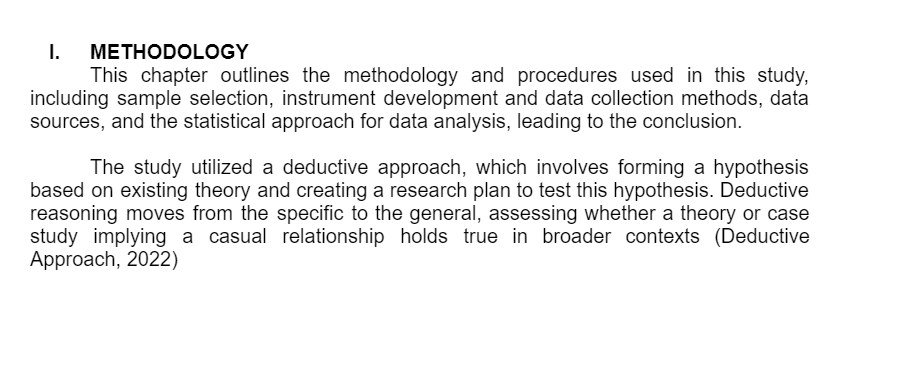 I. METHODOLOGY
This chapter outlines the methodology and procedures used in this study,
including sample selection, instrument development and data collection methods, data
sources, and the statistical approach for data analysis, leading to the conclusion.
The study utilized a deductive approach, which involves forming a hypothesis
based on existing theory and creating a research plan to test this hypothesis. Deductive
reasoning moves from the specific to the general, assessing whether a theory or case
study implying a casual relationship holds true in broader contexts (Deductive
Approach, 2022)